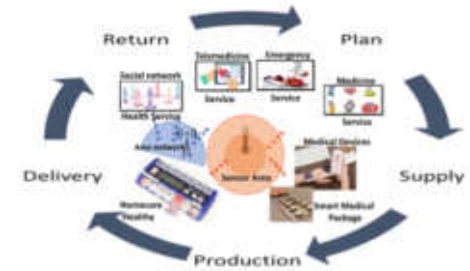 Return
Plan
Telemedicine
Service
Emergency
Service
Social network
Health Service
Medicine
Service
Area network
Sensor Area
Medical Devices
Delivery
Supply
Homecare
Healthy
Smart Medical
Package
Production